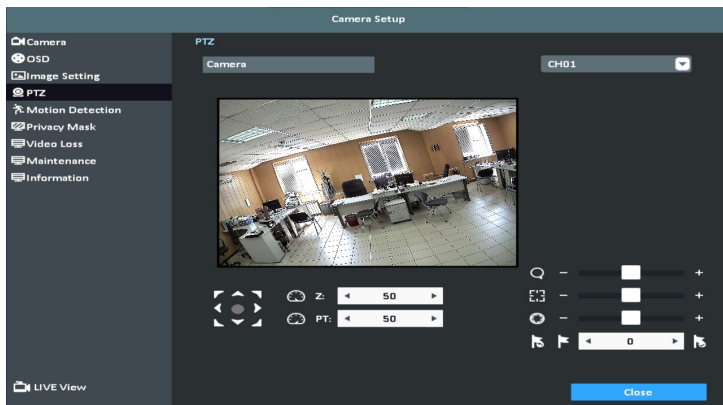 Camera Setup
Camera
OSD
Image Setting
PTZ
Motion Detection
Privacy Mask
Video Loss
Maintenance
Information
LIVE View
PTZ
Camera
CH01
Z: 50
PT: 50
- +
- +
- +
0
Close